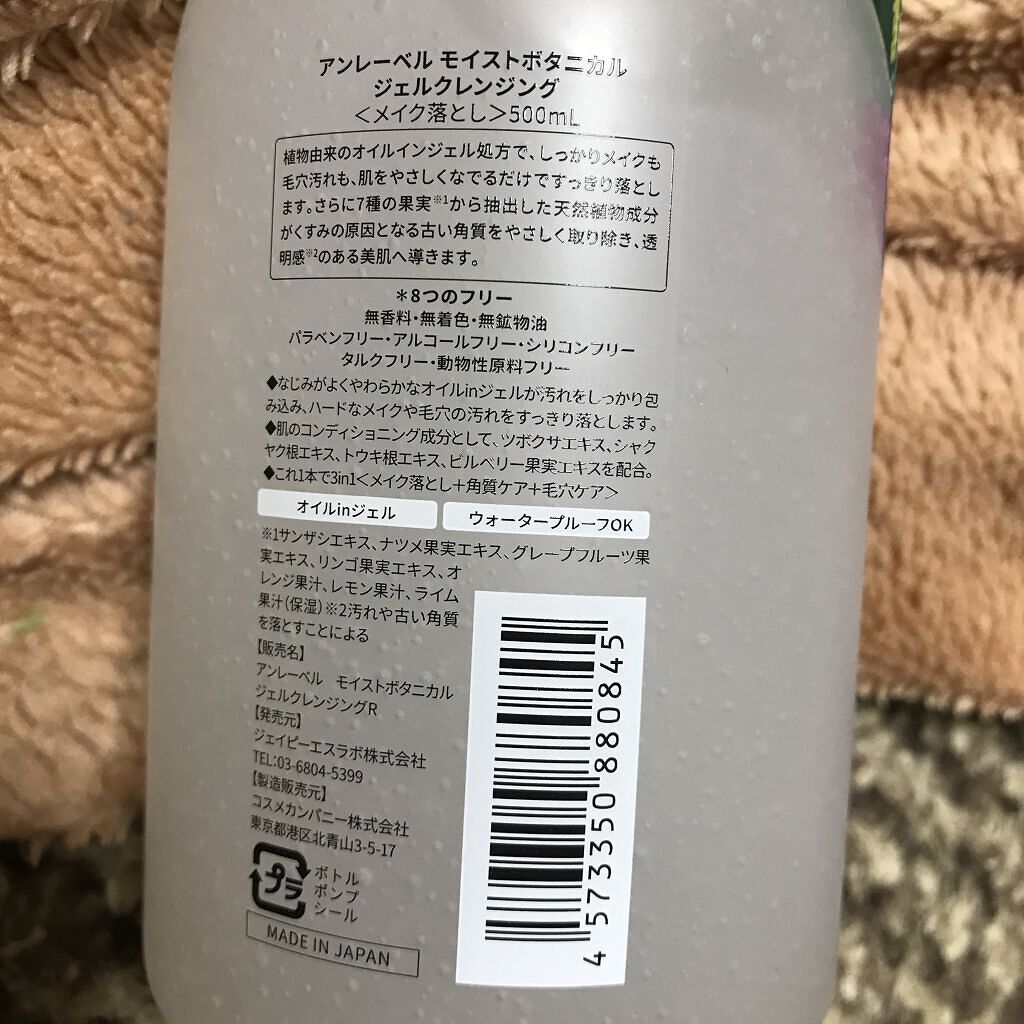 アンレーベル モイストボタニカル
ジェルクレンジング
＜メイク落とし＞500mL
植物由来のオイルインジェル処方で、しっかりメイクも
毛穴汚れも、肌をやさしくなでるだけですっきり落とし
ます。さらに7種の果実※1から抽出した天然植物成分
がくすみの原因となる古い角質をやさしく取り除き、透
明感※2のある美肌へ導きます。
＊8つのフリー
無香料・無着色・無鉱物油
パラベンフリー・アルコールフリー・シリコンフリー
タルクフリー・動物性原料フリー
◆なじみがよくやわらかなオイルinジェルが汚れをしっかり包
み込み、ハードなメイクや毛穴の汚れをすっきり落とします。
◆肌のコンディショニング成分として、ツボクサエキス、シャク
ヤク根エキス、トウキ根エキス、ビルベリー果実エキスを配合。
◆これ1本で3in1＜メイク落とし＋角質ケア＋毛穴ケア＞
オイルinジェル
ウォータープルーフOK
※1サンザシエキス、ナツメ果実エキス、グレープフルーツ果
実エキス、リンゴ果実エキス、オ
レンジ果汁、レモン果汁、ライム
果汁（保湿）※2汚れや古い角質
を落とすことによる
【販売名】
アンレーベル モイストボタニカル
ジェルクレンジングR
【発売元】
ジェイピーエスラボ株式会社
TEL：03-6804-5399
【製造販売元】
コスメカンパニー株式会社
東京都港区北青山3-5-17
プラ
ボトル
ポンプ
シール
MADE IN JAPAN
4573350880845